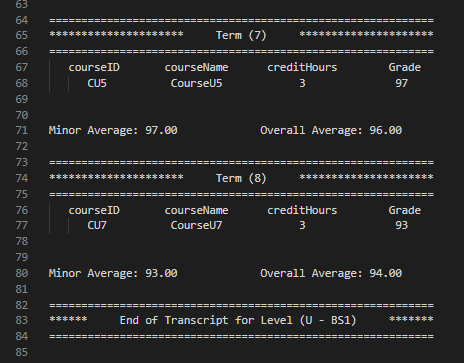 63
64 ============================================================
65 ********************* Term (7) *********************
66 ============================================================
67 courseID courseName creditHours Grade
68 CU5 CourseU5 3 97
69
70
71 Minor Average: 97.00 Overall Average: 96.00
72
73 ============================================================
74 ********************* Term (8) *********************
75 ============================================================
76 courseID courseName creditHours Grade
77 CU7 CourseU7 3 93
78
79
80 Minor Average: 93.00 Overall Average: 94.00
81
82 ============================================================
83 ****** End of Transcript for Level (U - BS1) *******
84 ============================================================
85